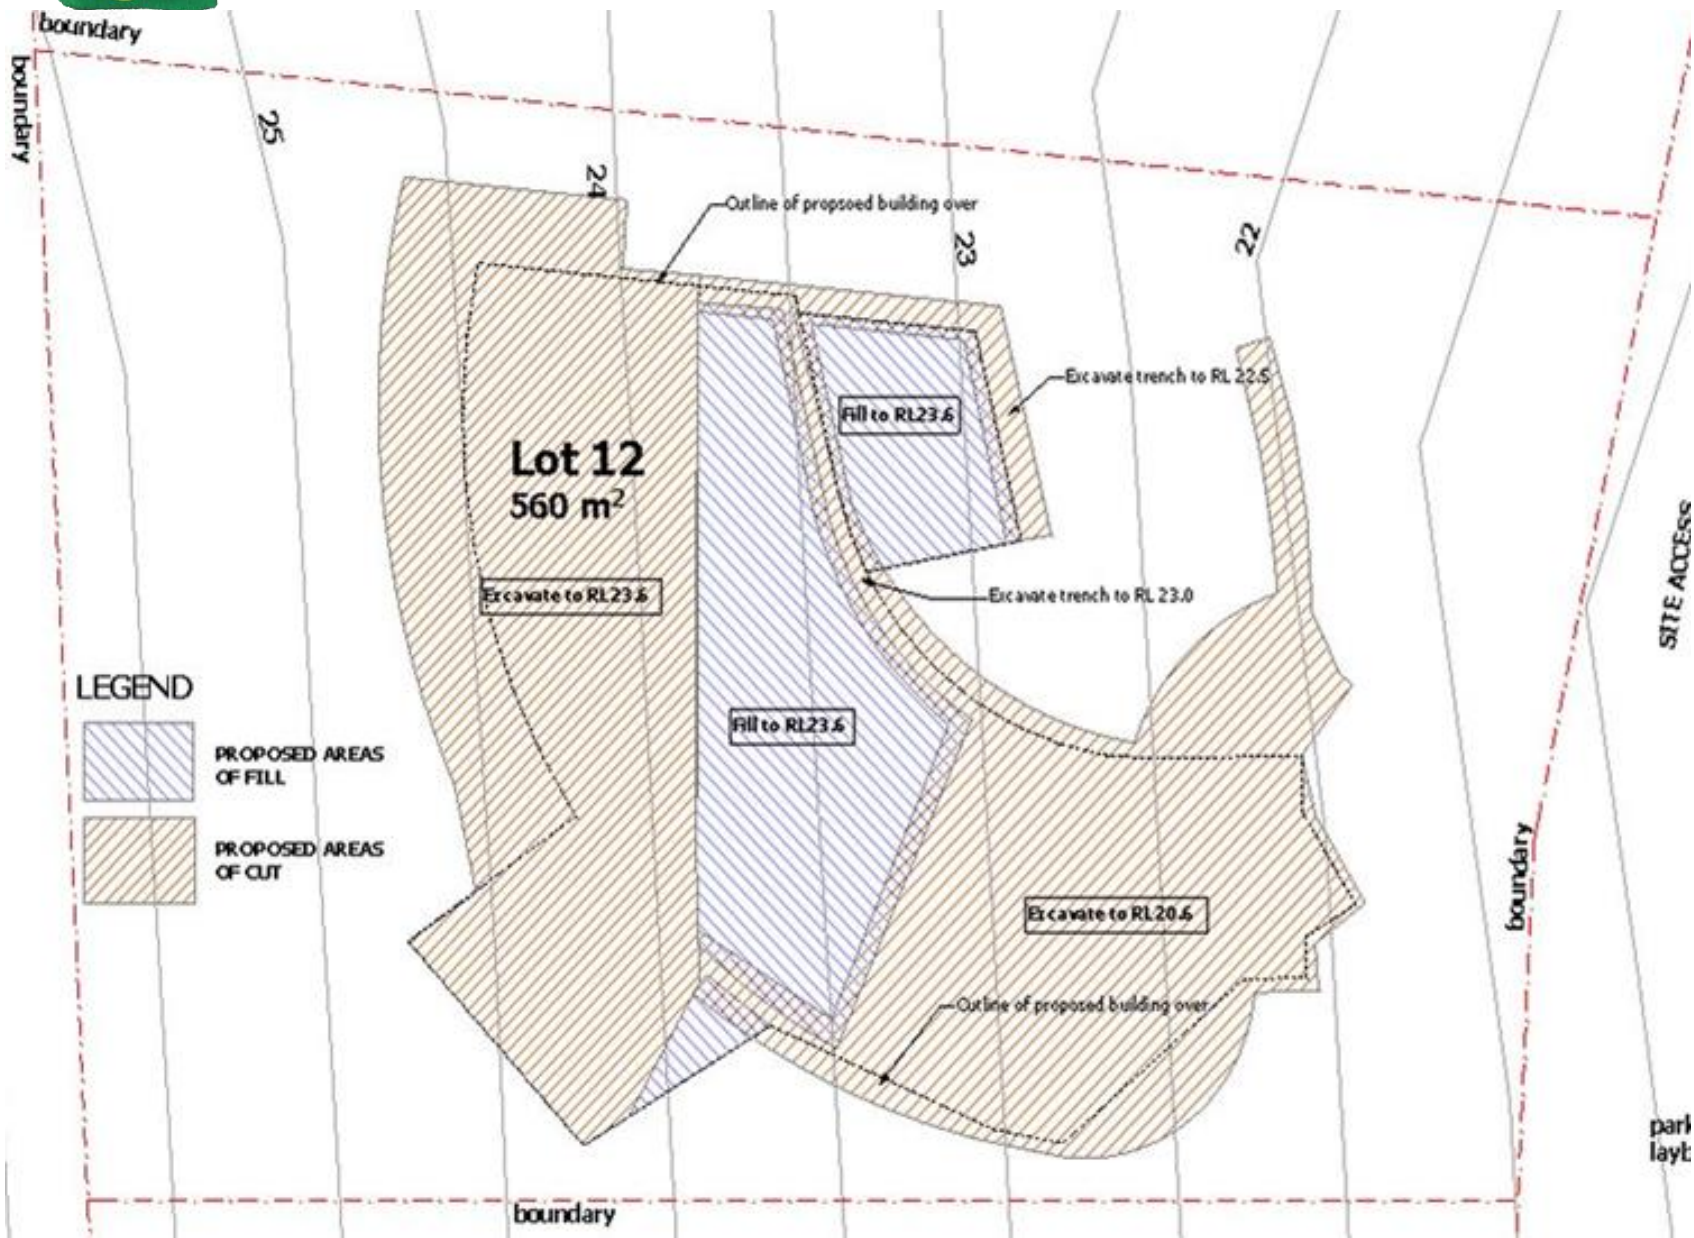 boundary
boundary
25
24
Outline of propsoed building over
23
22
Excavate trench to RL 22.5
Fill to RL23.6
Lot 12
560 m²
Excavate to RL23.6
Excavate trench to RL 23.0
SITE ACCESS
LEGEND
Fill to RL23.6
PROPOSED AREAS
OF FILL
PROPOSED AREAS
OF CUT
boundary
Excavate to RL20.6
Outline of proposed building over
park
layb
boundary